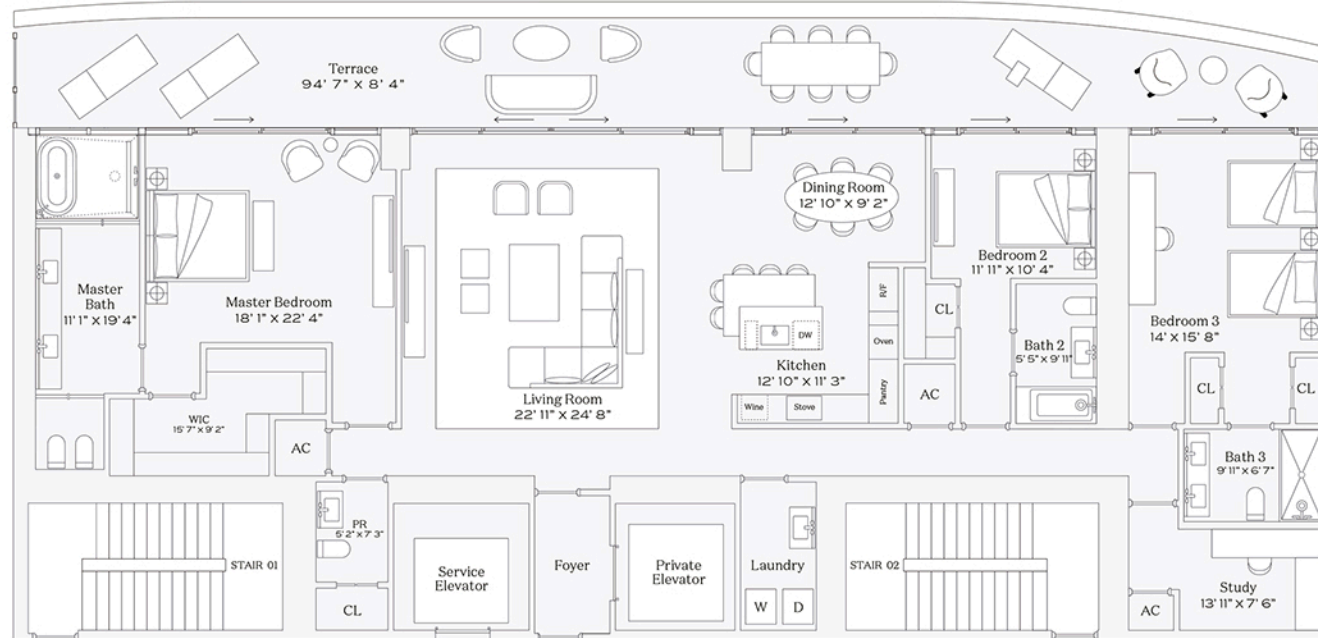 Terrace
94' 7" X 8' 4"
Dining Room
12' 10" X 9' 2"
Bedroom 2
11' 11" X 10' 4"
Master
Bath
11' 1" X 19' 4"
Master Bedroom
18' 1" X 22' 4"
R/F
CL
Bedroom 3
14' X 15' 8"
DW
Oven
Bath 2
5' 5" X 9' 11"
Kitchen
12' 10" X 11' 3"
Living Room
22' 11" X 24' 8"
Pantry
AC
CL
CL
Wine
Stove
WIC
15' 7" X 9' 2"
AC
Bath 3
9' 11" X 6' 7"
PR
5' 2" X 7' 3"
STAIR 01
Service
Elevator
Foyer
Private
Elevator
Laundry
STAIR 02
Study
13' 11" X 7' 6"
CL
W
D
AC